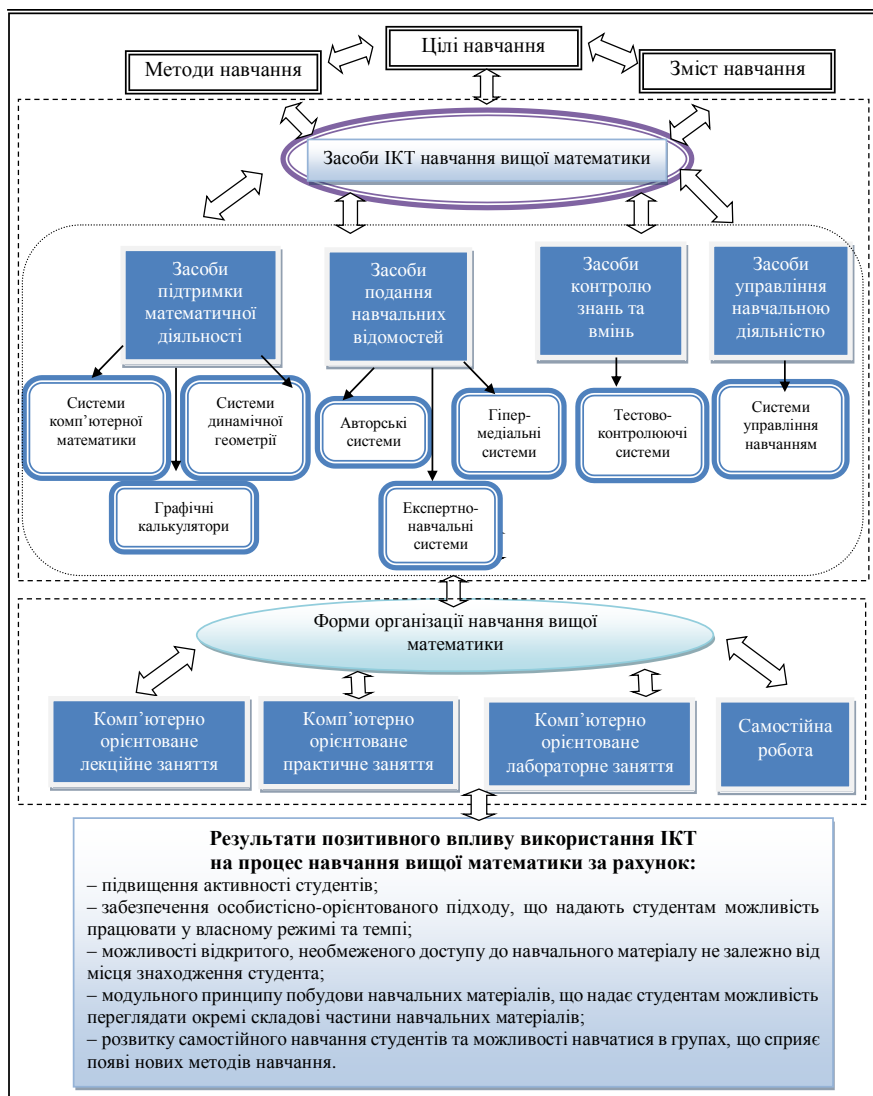 Цілі навчання
Методи навчання
Зміст навчання
Засоби ІКТ навчання вищої математики
Засоби
підтримки
математичної
діяльності
Засоби
подання
навчальних
відомостей
Засоби
контролю
знань та
вмінь
Засоби
управління
навчальною
діяльністю
Системи
комп’ютерної
математики
Системи
динамічної
геометрії
Графічні
калькулятори
Авторські
системи
Гіпер-
медіальні
системи
Експертно-
навчальні
системи
Тестово-
контролюючі
системи
Системи
управління
навчанням
Форми організації навчання вищої
математики
Комп’ютерно
орієнтоване
лекційне заняття
Комп’ютерно
орієнтоване
практичне заняття
Комп’ютерно
орієнтоване
лабораторне заняття
Самостійна
робота
Результати позитивного впливу використання ІКТ
на процес навчання вищої математики за рахунок:
– підвищення активності студентів;
– забезпечення особистісно-орієнтованого підходу, що надають студентам можливість
працювати у власному режимі та темпі;
– можливості відкритого, необмеженого доступу до навчального матеріалу не залежно від
місця знаходження студента;
– модульного принципу побудови навчальних матеріалів, що надає студентам можливість
переглядати окремі складові частини навчальних матеріалів;
– розвитку самостійного навчання студентів та можливості навчатися в групах, що сприяє
появі нових методів навчання.